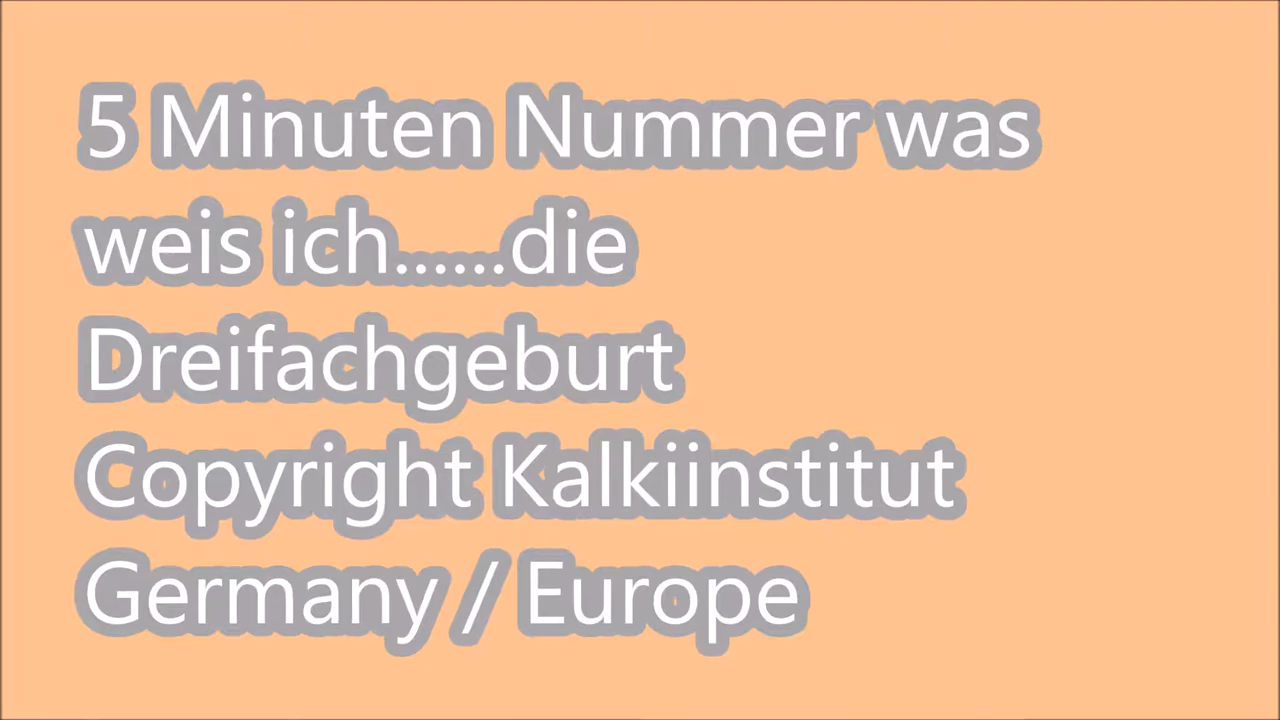 5 Minuten Nummer was
weis ich......die
Dreifachgeburt
Copyright Kalkiinstitut
Germany / Europe